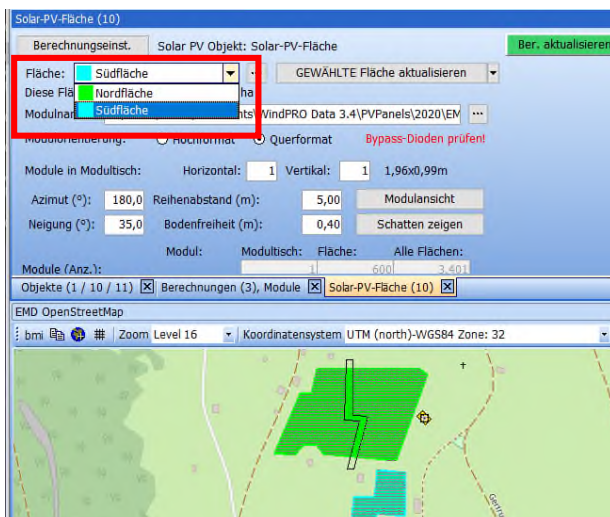 Solar-PV-Fläche (10)
Berechnungseinst. Solar PV Objekt: Solar-PV-Fläche Ber. aktualisieren
Fläche: Südfläche ... GEWÄHLTE Fläche aktualisieren
Nordfläche
Südfläche
Diese Flä ha
Modulnar nts\WindPRO Data 3.4\PVPanels\2020\EM ...
Modulorientierung: Hochformat Querformat Bypass-Dioden prüfen!
Module in Modultisch: Horizontal: 1 Vertikal: 1 1,96x0,99m
Azimut (°): 180,0 Reihenabstand (m): 5,00 Modulansicht
Neigung (°): 35,0 Bodenfreiheit (m): 0,40 Schatten zeigen
Modul: Modultisch: Fläche: Alle Flächen:
Module (Anz.): 1 600 3.401
Objekte (1 / 10 / 11) Berechnungen (3), Module Solar-PV-Fläche (10)
EMD OpenStreetMap
bmi Zoom Level 16 Koordinatensystem UTM (north)-WGS84 Zone: 32
Gertru